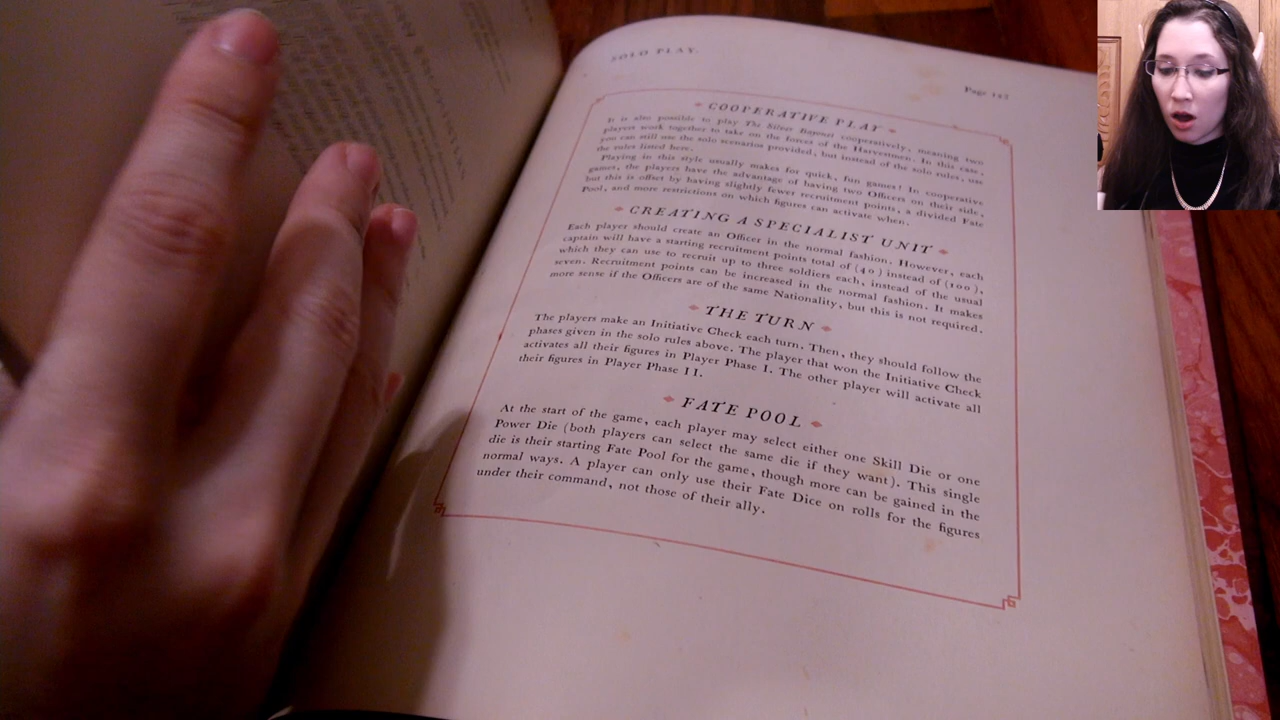 SOLO PLAY.
Page 125
COOPERATIVE PLAY
It is also possible to play The Silver Bayonet cooperatively, meaning two
players work together to take on the forces of the Harvestmen. In this case,
you can still use the solo scenarios provided, but instead of the solo rules, use
the rules listed here.
Playing in this style usually makes for quick, fun games! In cooperative
games, the players have the advantage of having two Officers on their side,
but this is offset by having slightly fewer recruitment points, a divided Fate
Pool, and more restrictions on which figures can activate when.
CREATING A SPECIALIST UNIT
Each player should create an Officer in the normal fashion. However, each
captain will have a starting recruitment points total of (40) instead of (100),
which they can use to recruit up to three soldiers each, instead of the usual
seven. Recruitment points can be increased in the normal fashion. It makes
more sense if the Officers are of the same Nationality, but this is not required.
THE TURN
The players make an Initiative Check each turn. Then, they should follow the
phases given in the solo rules above. The player that won the Initiative Check
activates all their figures in Player Phase I. The other player will activate all
their figures in Player Phase II.
FATE POOL
At the start of the game, each player may select either one Skill Die or one
Power Die (both players can select the same die if they want). This single
die is their starting Fate Pool for the game, though more can be gained in the
normal ways. A player can only use their Fate Dice on rolls for the figures
under their command, not those of their ally.